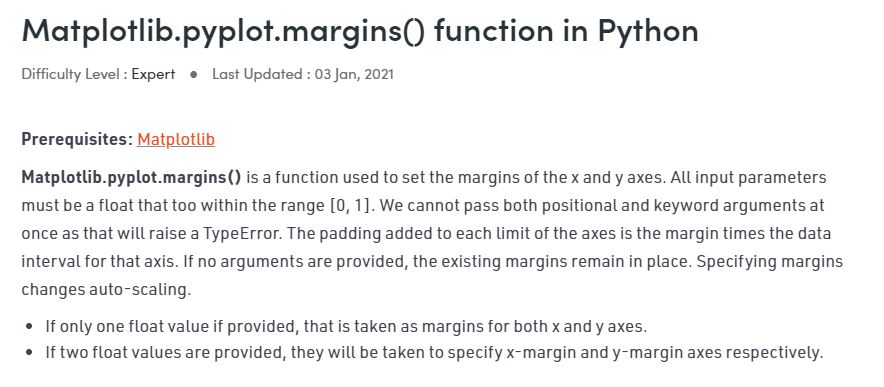 Matplotlib.pyplot.margins() function in Python
Difficulty Level : Expert ● Last Updated : 03 Jan, 2021
Prerequisites: Matplotlib
Matplotlib.pyplot.margins() is a function used to set the margins of the x and y axes. All input parameters
must be a float that too within the range [0, 1]. We cannot pass both positional and keyword arguments at
once as that will raise a TypeError. The padding added to each limit of the axes is the margin times the data
interval for that axis. If no arguments are provided, the existing margins remain in place. Specifying margins
changes auto-scaling.
• If only one float value if provided, that is taken as margins for both x and y axes.
• If two float values are provided, they will be taken to specify x-margin and y-margin axes respectively.